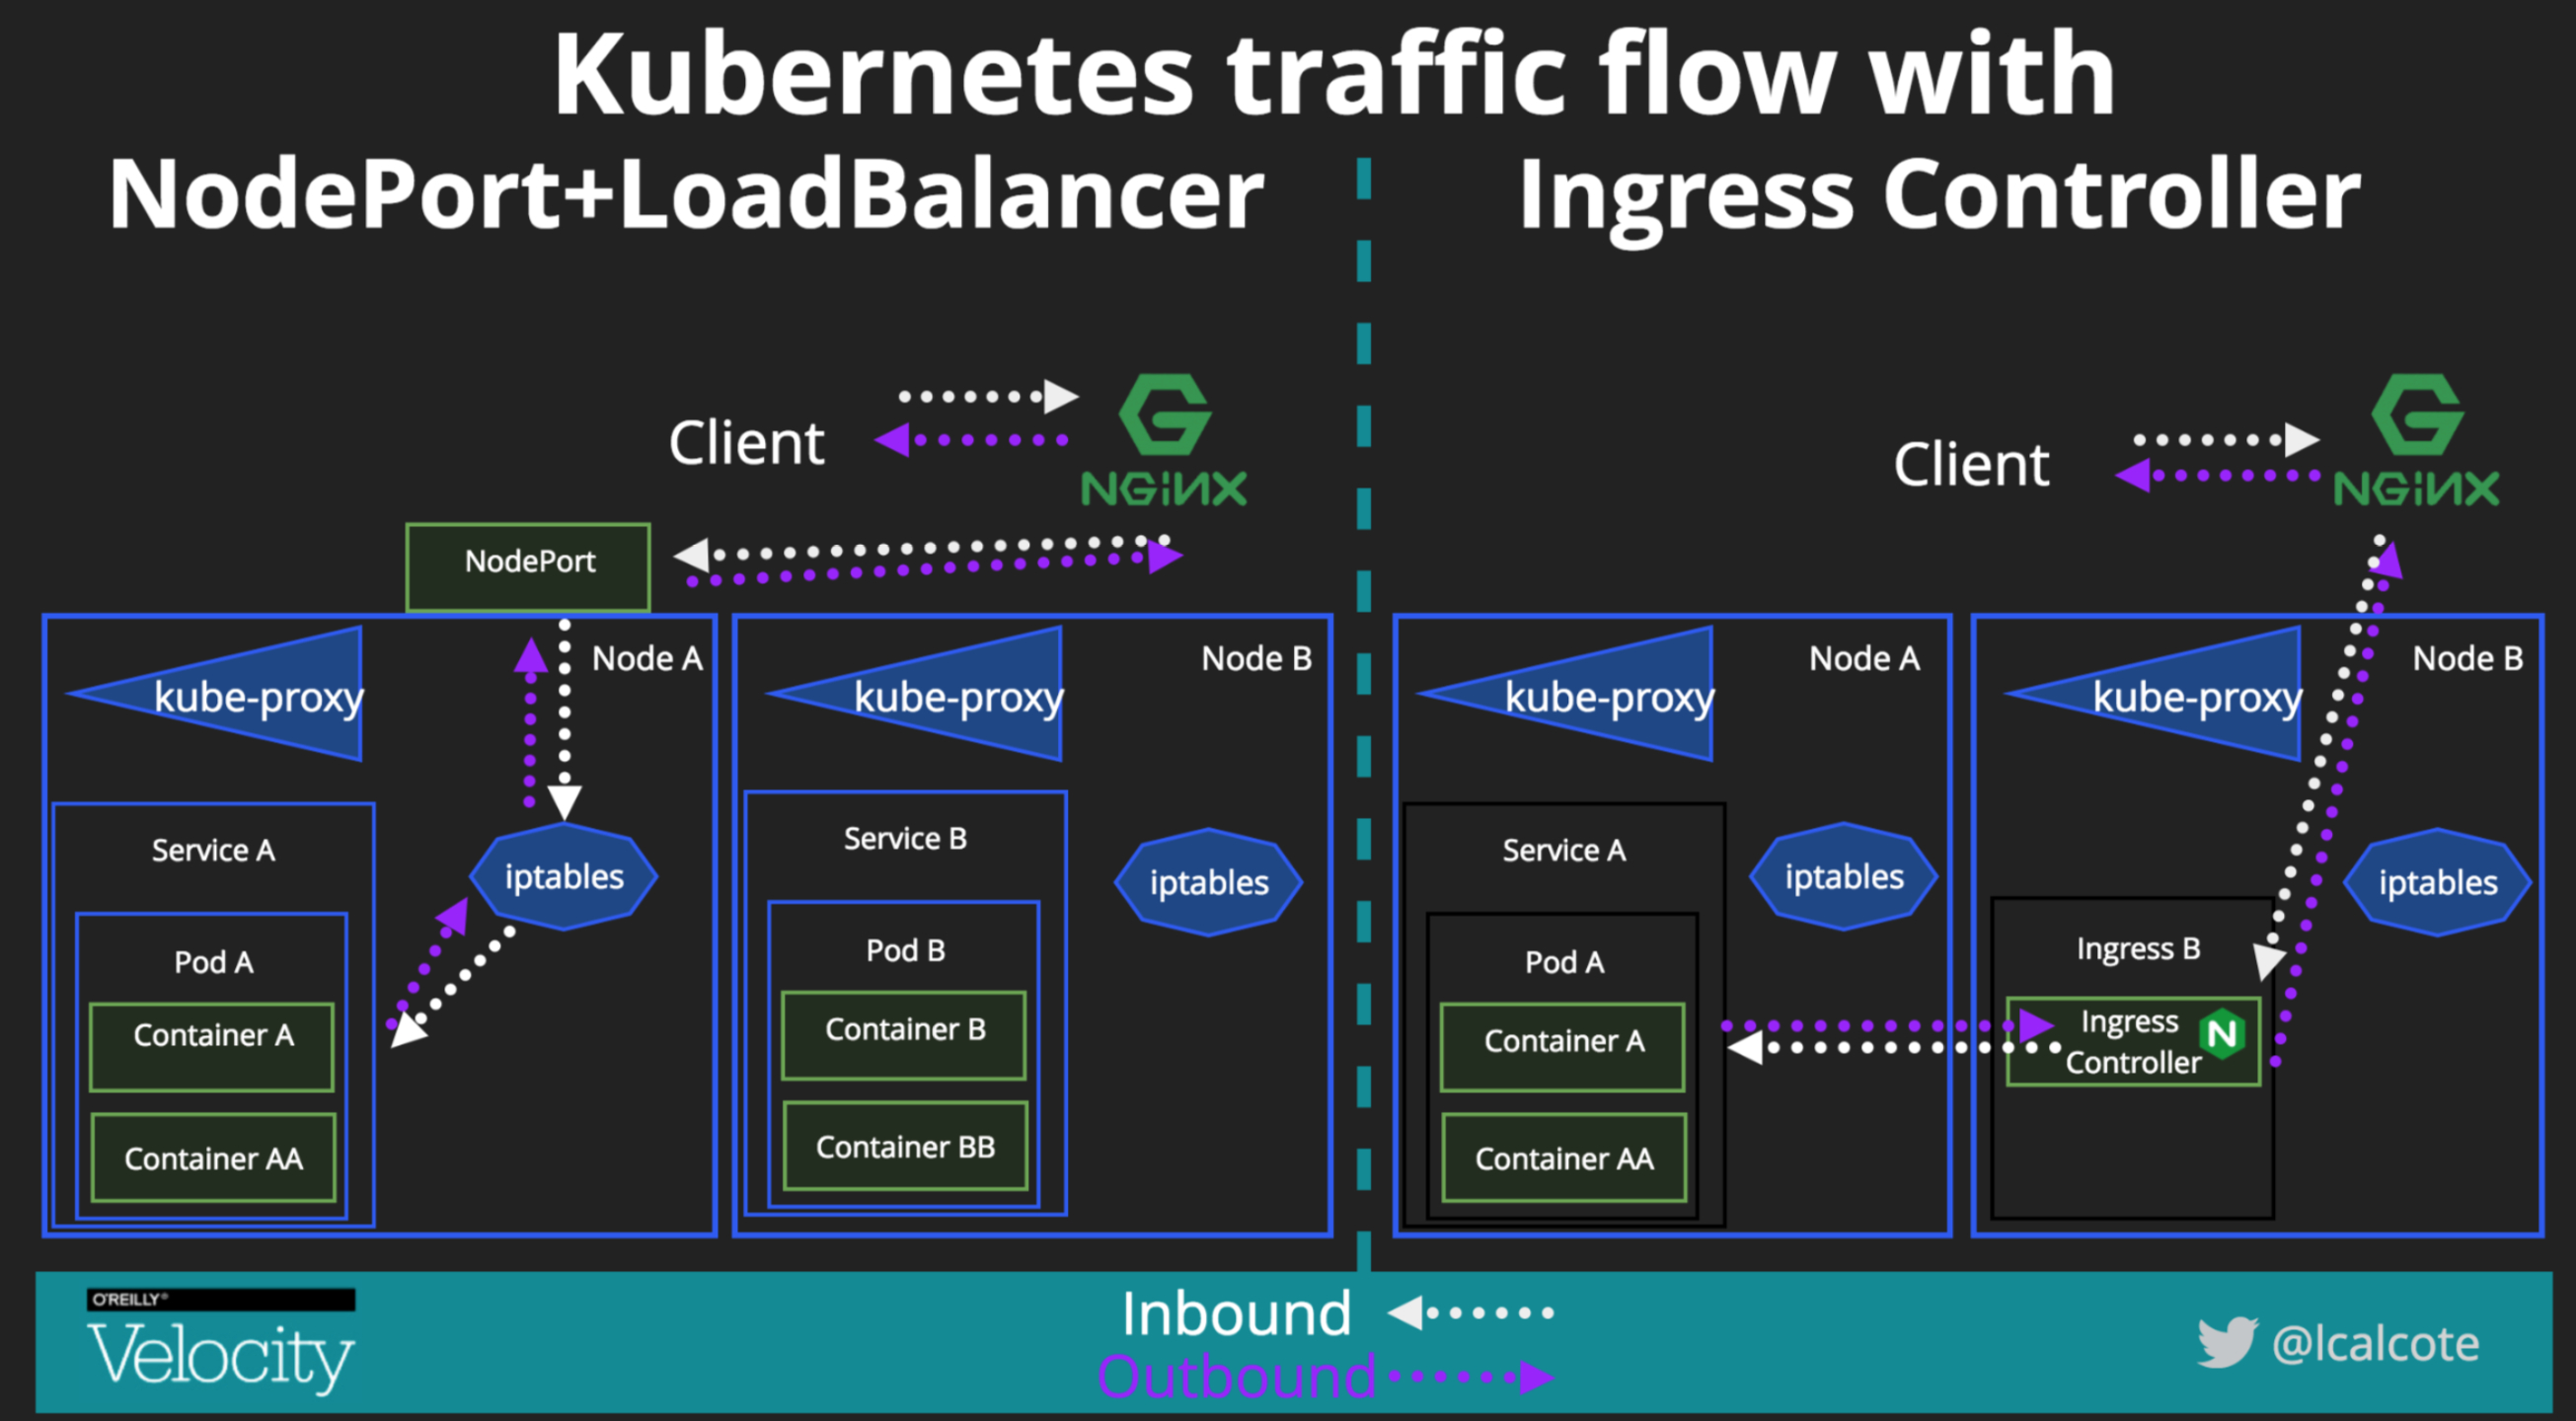 Kubernetes traffic flow with
NodePort+LoadBalancer
Ingress Controller
Client
NGiNX
NodePort
Node A
kube-proxy
Service A
iptables
Pod A
Container A
Container AA
Node B
kube-proxy
Service B
iptables
Pod B
Container B
Container BB
Client
NGiNX
Node A
kube-proxy
Service A
iptables
Pod A
Container A
Container AA
Node B
kube-proxy
iptables
Ingress B
Ingress
Controller
N
O'REILLY®
Velocity
Inbound
Outbound
@lcalcote